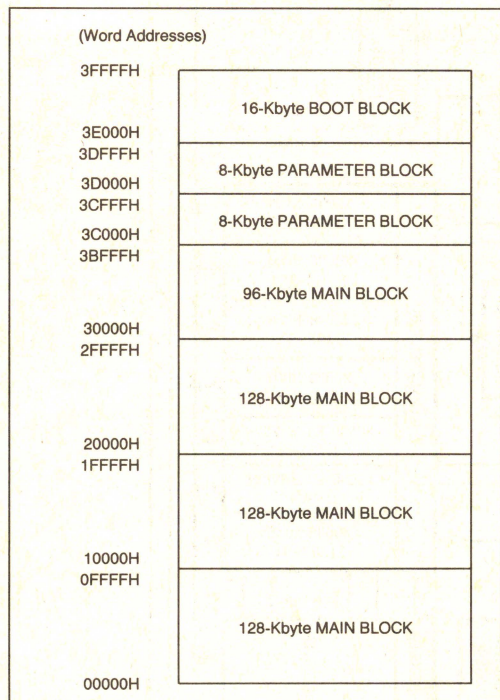 (Word Addresses)
3FFFFH
16-Kbyte BOOT BLOCK
3E000H
3DFFFH
8-Kbyte PARAMETER BLOCK
3D000H
3CFFFH
8-Kbyte PARAMETER BLOCK
3C000H
3BFFFH
96-Kbyte MAIN BLOCK
30000H
2FFFFH
128-Kbyte MAIN BLOCK
20000H
1FFFFH
128-Kbyte MAIN BLOCK
10000H
0FFFFH
128-Kbyte MAIN BLOCK
00000H